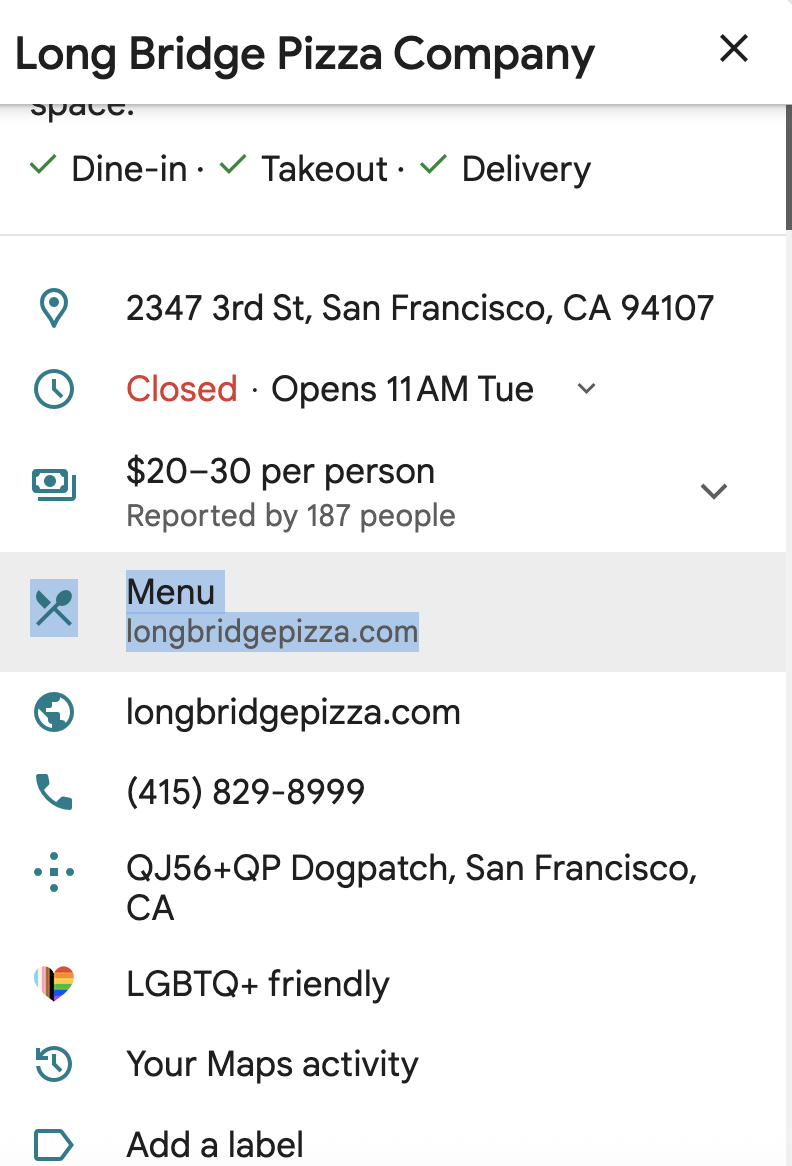 Long Bridge Pizza Company
space.
Dine-in · Takeout · Delivery
2347 3rd St, San Francisco, CA 94107
Closed · Opens 11 AM Tue
$20–30 per person
Reported by 187 people
Menu
longbridgepizza.com
longbridgepizza.com
(415) 829-8999
QJ56+QP Dogpatch, San Francisco,
CA
LGBTQ+ friendly
Your Maps activity
Add a label